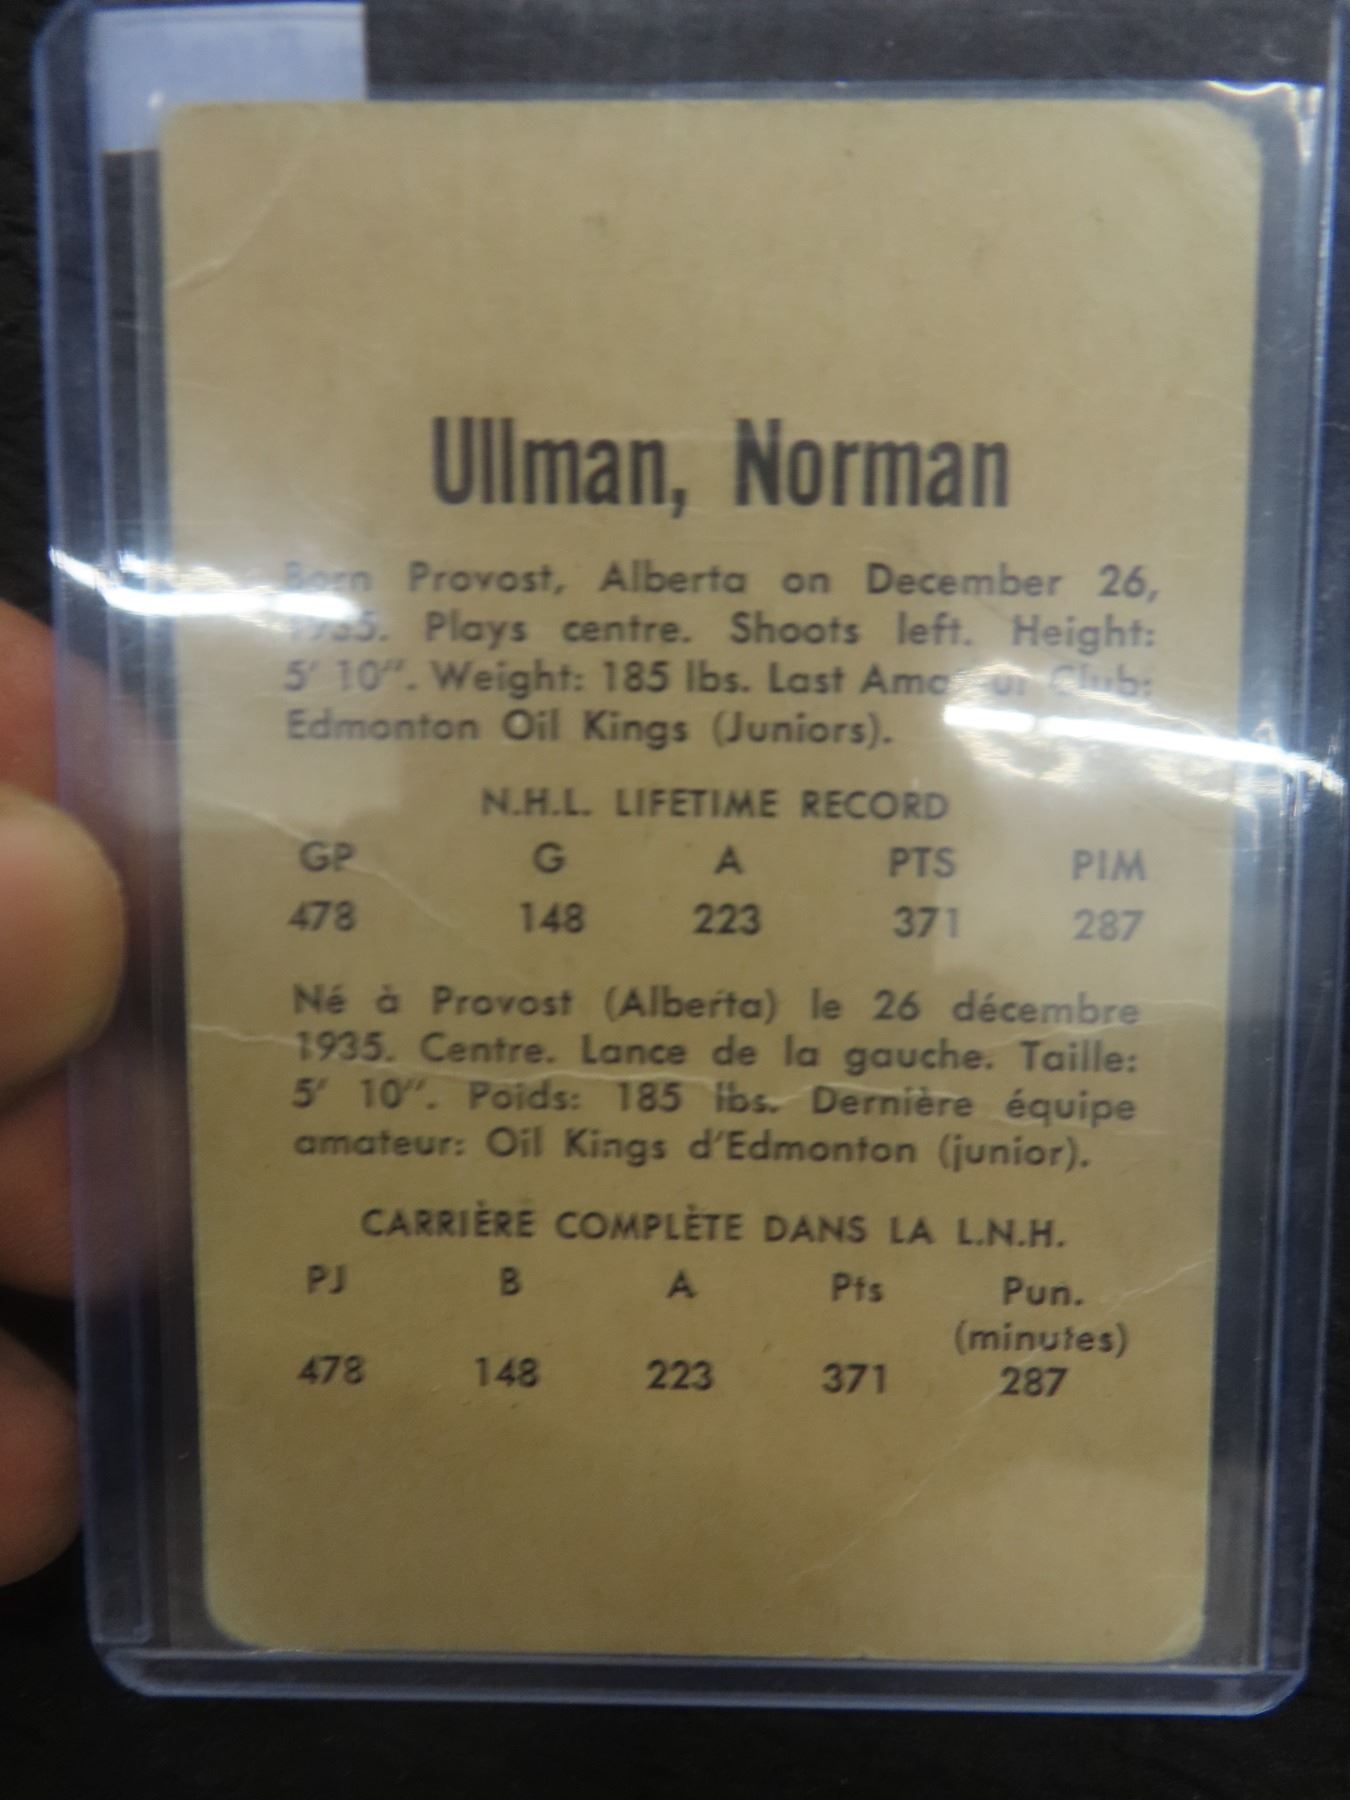 Ullman, Norman
Born Provost, Alberta on December 26,
1935. Plays centre. Shoots left. Height:
5' 10". Weight: 185 lbs. Last Amateur Club:
Edmonton Oil Kings (Juniors).
N.H.L. LIFETIME RECORD
GP G A PTS PIM
478 148 223 371 287
Né à Provost (Alberta) le 26 décembre
1935. Centre. Lance de la gauche. Taille:
5' 10". Poids: 185 lbs. Dernière équipe
amateur: Oil Kings d'Edmonton (junior).
CARRIÈRE COMPLÈTE DANS LA L.N.H.
PJ B A Pts Pun.
(minutes)
478 148 223 371 287